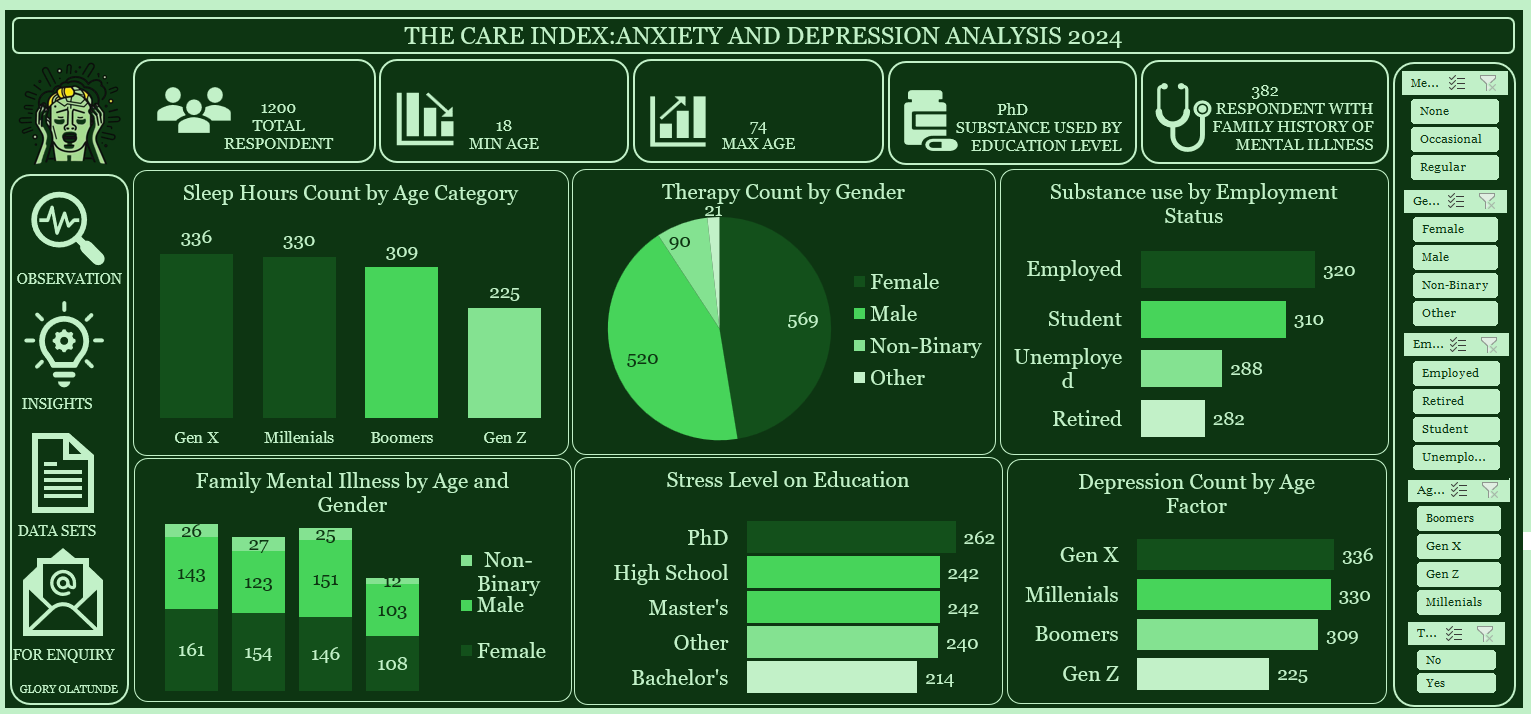 THE CARE INDEX:ANXIETY AND DEPRESSION ANALYSIS 2024
1200
TOTAL
RESPONDENT
18
MIN AGE
74
MAX AGE
PhD
SUBSTANCE USED BY
EDUCATION LEVEL
382
RESPONDENT WITH
FAMILY HISTORY OF
MENTAL ILLNESS
OBSERVATION
INSIGHTS
DATA SETS
FOR ENQUIRY
GLORY OLATUNDE
Sleep Hours Count by Age Category
336
330
309
225
Gen X
Millenials
Boomers
Gen Z
Therapy Count by Gender
21
90
569
520
Female
Male
Non-Binary
Other
Substance use by Employment
Status
Employed 320
Student 310
Unemploye
d 288
Retired 282
Family Mental Illness by Age and
Gender
26
27
25
12
143
123
151
103
161
154
146
108
Non-
Binary
Male
Female
Stress Level on Education
PhD 262
High School 242
Master's 242
Other 240
Bachelor's 214
Depression Count by Age
Factor
Gen X 336
Millenials 330
Boomers 309
Gen Z 225
Me...
None
Occasional
Regular
Ge...
Female
Male
Non-Binary
Other
Em...
Employed
Retired
Student
Unemplo...
Ag...
Boomers
Gen X
Gen Z
Millenials
T...
No
Yes